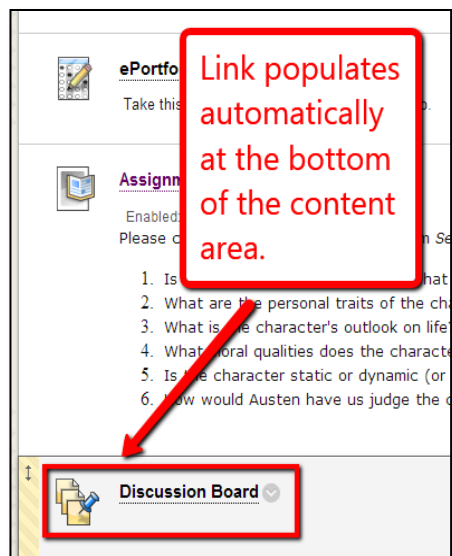 ePortfo
Link populates
automatically
at the bottom
of the content
area.
Take this
Assignm
Enabled:
Please c
1. Is
2. What are the personal traits of the cha
3. What is the character's outlook on life
4. What moral qualities does the characte
5. Is the character static or dynamic (or
6. How would Austen have us judge the c
Discussion Board